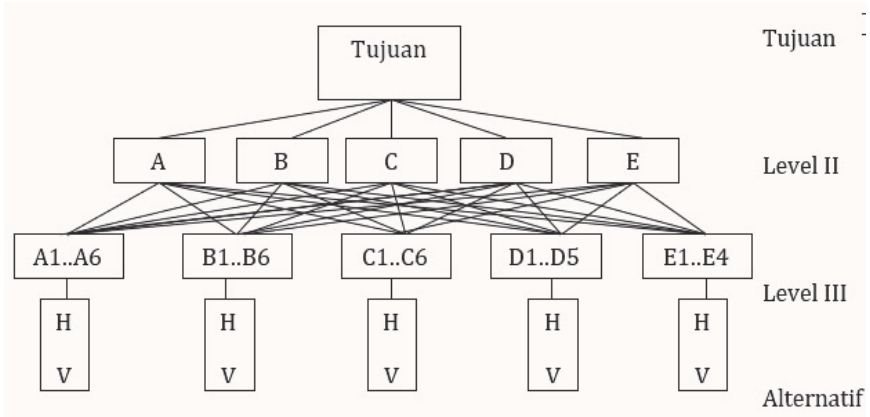 Tujuan
Tujuan
A B C D E
Level II
A1..A6 B1..B6 C1..C6 D1..D5 E1..E4
Level III
H H H H H
V V V V V
Alternatif